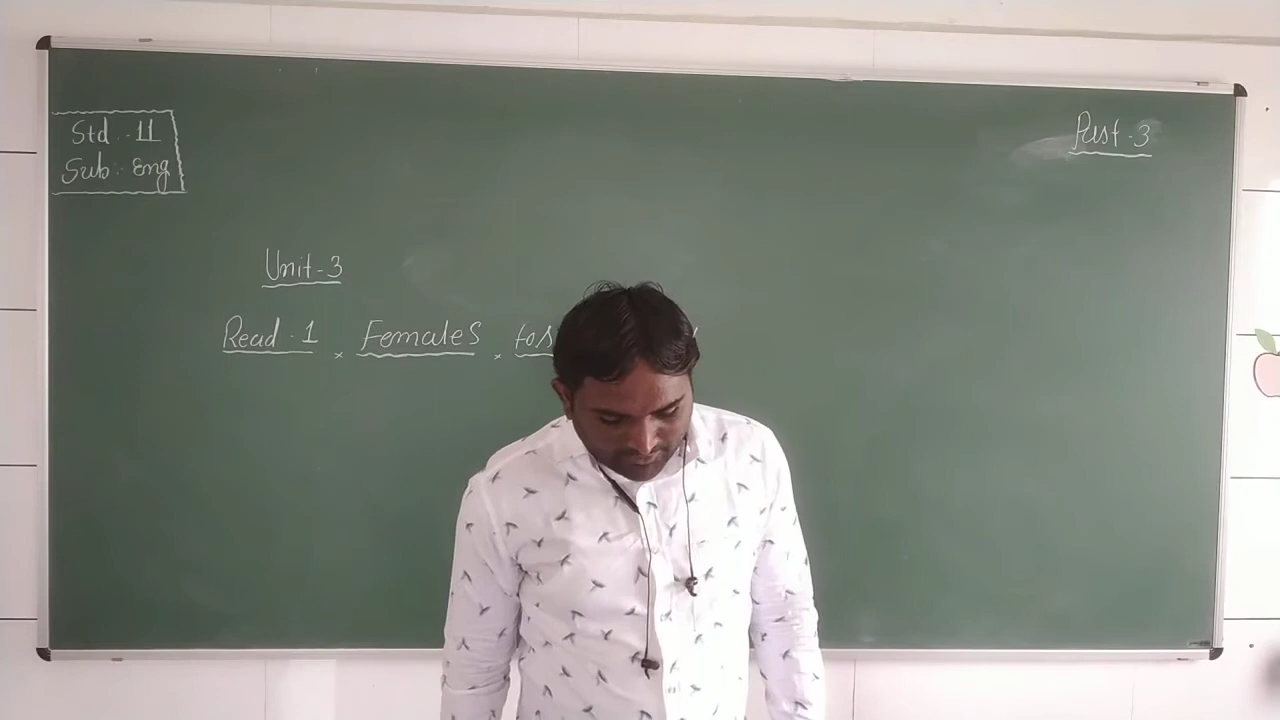 Std :- 11
Sub :- Eng
Part - 3
Unit - 3
Read . 1 × Females ×